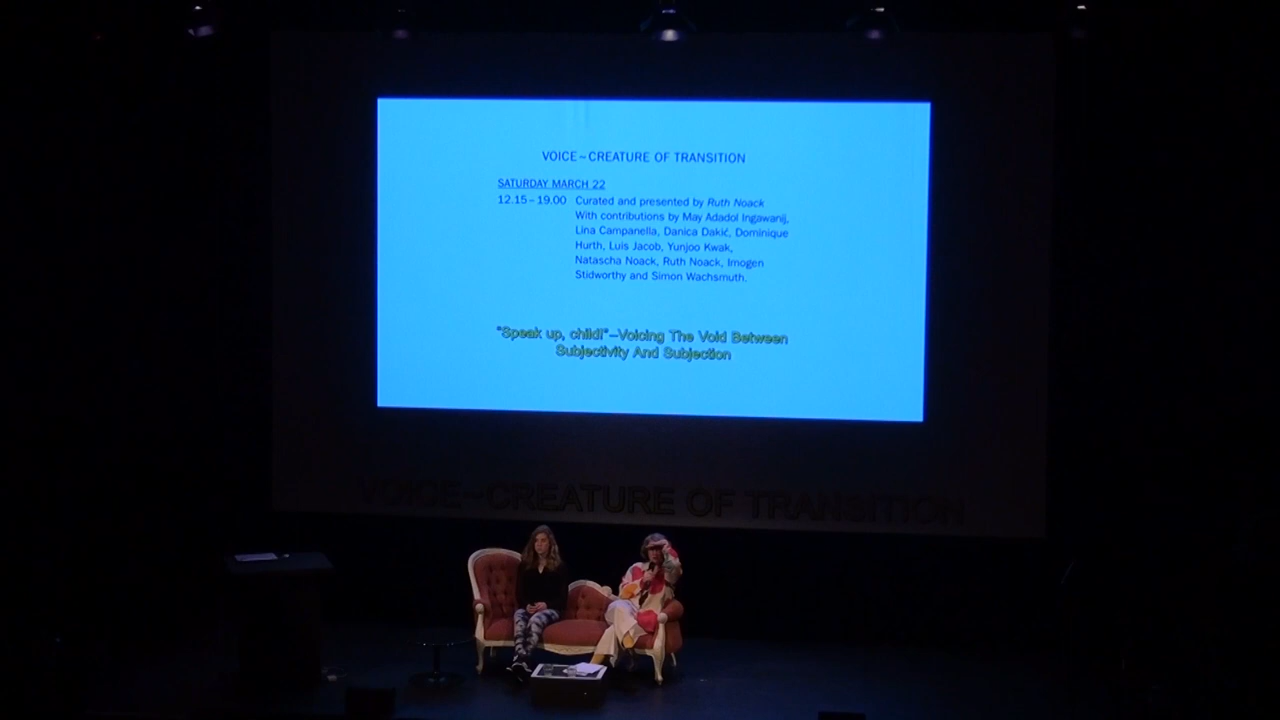 VOICE~CREATURE OF TRANSITION
SATURDAY MARCH 22
12.15–19.00 Curated and presented by Ruth Noack
With contributions by May Adadol Ingawanij,
Lina Campanella, Danica Dakić, Dominique
Hurth, Luis Jacob, Yunjoo Kwak,
Natascha Noack, Ruth Noack, Imogen
Stidworthy and Simon Wachsmuth.
"Speak up, child!"—Voicing The Void Between
Subjectivity And Subjection
VOICE~CREATURE OF TRANSITION